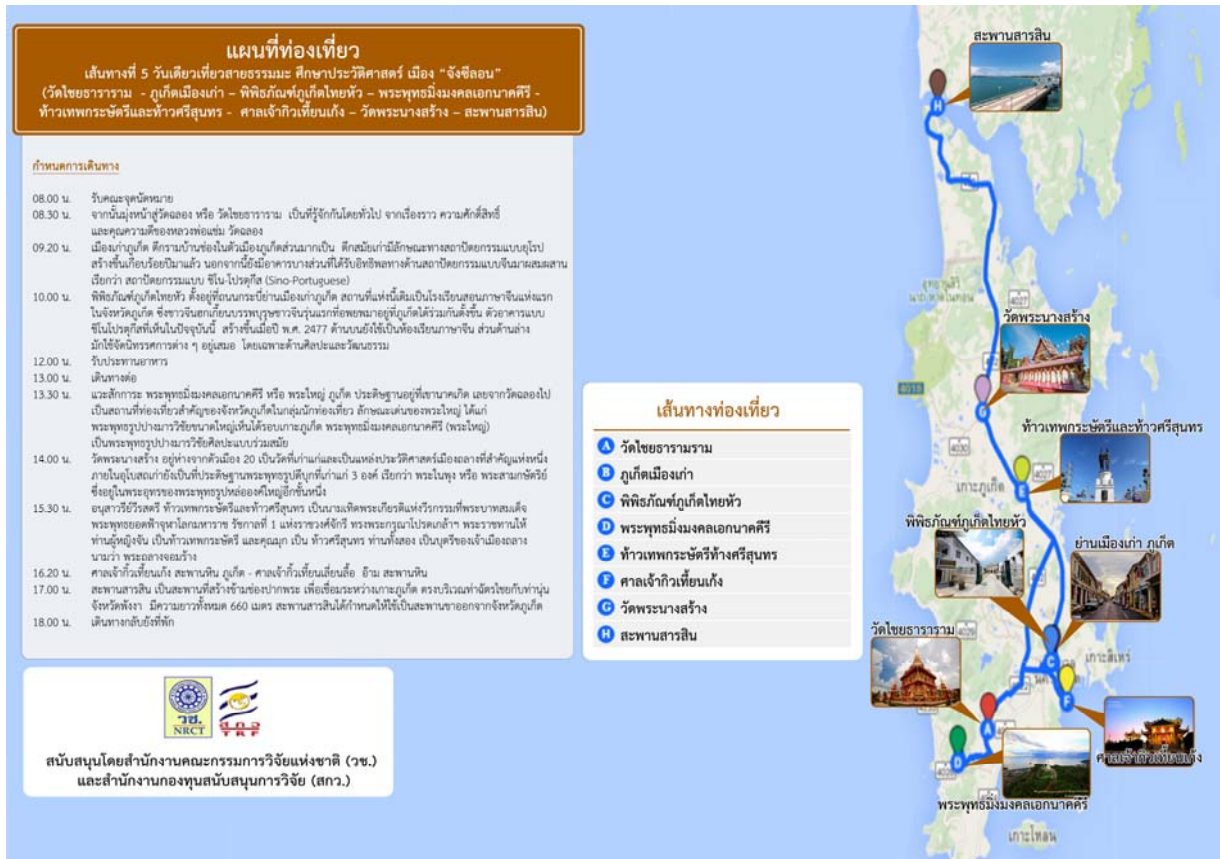 แผนที่ท่องเที่ยว
เส้นทางที่ 5 วันเดียวเที่ยวสายธรรมมะ ศึกษาประวัติศาสตร์ เมือง “จังซีลอน”
(วัดไชยธาราราม - ภูเก็ตเมืองเก่า – พิพิธภัณฑ์ภูเก็ตไทยหัว – พระพุทธมิ่งมงคลเอกนาคคีรี -
ท้าวเทพกระษัตรีและท้าวศรีสุนทร - ศาลเจ้ากิวเทียนเก้ง – วัดพระนางสร้าง – สะพานสารสิน)
กำหนดการเดินทาง
08.00 น. รับคณะจุดนัดหมาย
08.30 น. จากนั้นมุ่งหน้าสู่วัดฉลอง หรือ วัดไชยธาราราม เป็นที่รู้จักกันโดยทั่วไป จากเรื่องราว ความศักดิ์สิทธิ์
และคุณความดีของหลวงพ่อแช่ม วัดฉลอง
09.20 น. เมืองเก่าภูเก็ต ตึกรามบ้านช่องในตัวเมืองภูเก็ตส่วนมากเป็น ตึกสมัยเก่ามีลักษณะทางสถาปัตยกรรมแบบยุโรป
สร้างขึ้นเกือบร้อยปีมาแล้ว นอกจากนี้ยังมีอาคารบางส่วนที่ได้รับอิทธิพลทางด้านสถาปัตยกรรมแบบจีนมาผสมผสาน
เรียกว่า สถาปัตยกรรมแบบ ชิโน-โปรตุกีส (Sino-Portuguese)
10.00 น. พิพิธภัณฑ์ภูเก็ตไทยหัว ตั้งอยู่ที่ถนนกระบี่ย่านเมืองเก่าภูเก็ต สถานที่แห่งนี้เดิมเป็นโรงเรียนสอนภาษาจีนแห่งแรก
ในจังหวัดภูเก็ต ซึ่งชาวจีนฮกเกี้ยนบรรพบุรุษชาวจีนรุ่นแรกที่อพยพมาอยู่ที่ภูเก็ตได้ร่วมกันตั้งขึ้น ตัวอาคารแบบ
ชิโนโปรตุกีสที่เห็นในปัจจุบันนี้ สร้างขึ้นเมื่อปี พ.ศ. 2477 ด้านบนยังใช้เป็นห้องเรียนภาษาจีน ส่วนด้านล่าง
มักใช้จัดนิทรรศการต่าง ๆ อยู่เสมอ โดยเฉพาะด้านศิลปะและวัฒนธรรม
12.00 น. รับประทานอาหาร
13.00 น. เดินทางต่อ
13.30 น. แวะสักการะ พระพุทธมิ่งมงคลเอกนาคคีรี หรือ พระใหญ่ ภูเก็ต ประดิษฐานอยู่ที่เขานาคเกิด เลยจากวัดฉลองไป
เป็นสถานที่ท่องเที่ยวสำคัญของจังหวัดภูเก็ตในกลุ่มนักท่องเที่ยว ลักษณะเด่นของพระใหญ่ ได้แก่
พระพุทธรูปปางมารวิชัยขนาดใหญ่เห็นได้รอบเกาะภูเก็ต พระพุทธมิ่งมงคลเอกนาคคีรี (พระใหญ่)
เป็นพระพุทธรูปปางมารวิชัยศิลปะแบบร่วมสมัย
14.00 น. วัดพระนางสร้าง อยู่ห่างจากตัวเมือง 20 เป็นวัดที่เก่าแก่และเป็นแหล่งประวัติศาสตร์เมืองถลางที่สำคัญแห่งหนึ่ง
ภายในอุโบสถเก่ายังเป็นที่ประดิษฐานพระพุทธรูปดีบุกที่เก่าแก่ 3 องค์ เรียกว่า พระในพุง หรือ พระสามกษัตริย์
ซึ่งอยู่ในพระอุทรของพระพุทธรูปหล่อองค์ใหญ่อีกชั้นหนึ่ง
15.30 น. อนุสาวรีย์วีรสตรี ท้าวเทพกระษัตรีและท้าวศรีสุนทร เป็นนามเทิดพระเกียรติแห่งวีรกรรมที่พระบาทสมเด็จ
พระพุทธยอดฟ้าจุฬาโลกมหาราช รัชกาลที่ 1 แห่งราชวงศ์จักรี ทรงพระกรุณาโปรดเกล้าฯ พระราชทานให้
ท่านผู้หญิงจัน เป็นท้าวเทพกระษัตรี และคุณมุก เป็น ท้าวศรีสุนทร ท่านทั้งสอง เป็นบุตรีของเจ้าเมืองถลาง
นามว่า พระถลางจอมร้าง
16.20 น. ศาลเจ้ากิ้วเที้ยนเก้ง สะพานหิน ภูเก็ต - ศาลเจ้ากิ้วเที้ยนเลี่ยนลื้อ อ๊าม สะพานหิน
17.00 น. สะพานสารสิน เป็นสะพานที่สร้างข้ามช่องปากพระ เพื่อเชื่อมระหว่างเกาะภูเก็ต ตรงบริเวณท่าฉัตรไชยกับท่านุ่น
จังหวัดพังงา มีความยาวทั้งหมด 660 เมตร สะพานสารสินได้กำหนดให้ใช้เป็นสะพานขาออกจากจังหวัดภูเก็ต
18.00 น. เดินทางกลับยังที่พัก
วช.
NRCT
สกว
TRF
สนับสนุนโดยสำนักงานคณะกรรมการวิจัยแห่งชาติ (วช.)
และสำนักงานกองทุนสนับสนุนการวิจัย (สกว.)
เส้นทางท่องเที่ยว
A วัดไชยธารามราม
B ภูเก็ตเมืองเก่า
C พิพิธภัณฑ์ภูเก็ตไทยหัว
D พระพุทธมิ่งมงคลเอกนาคคีรี
E ท้าวเทพกระษัตรีท้างศรีสุนทร
F ศาลเจ้ากิวเทียนเก้ง
G วัดพระนางสร้าง
H สะพานสารสิน
สะพานสารสิน
H
4027
วัดพระนางสร้าง
4018
G
ท้าวเทพกระษัตรีและท้าวศรีสุนทร
4030
4027
เกาะภูเก็ต
E
พิพิธภัณฑ์ภูเก็ตไทยหัว
ย่านเมืองเก่า ภูเก็ต
วัดไชยธาราราม
C
เกาะสิเหร่
F
A
D
ศาลเจ้ากิวเทียนเก้ง
พระพุทธมิ่งมงคลเอกนาคคีรี
เกาะโหลน